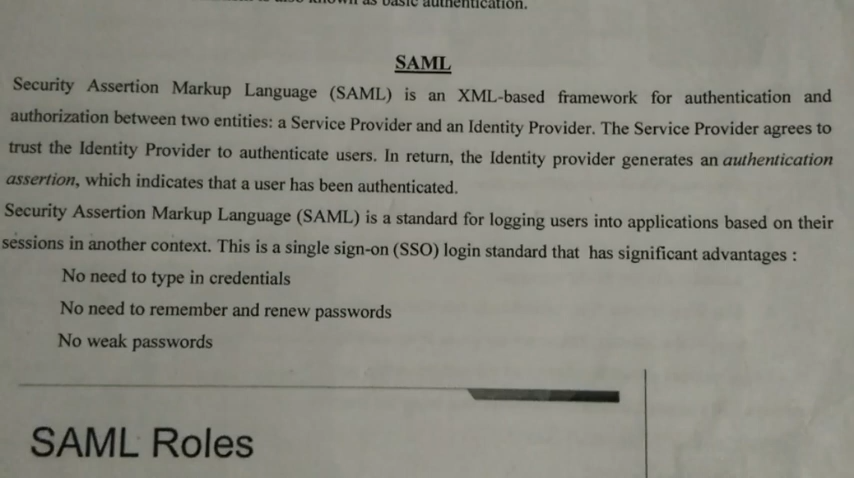 known as basic authentication.
SAML
Security Assertion Markup Language (SAML) is an XML-based framework for authentication and
authorization between two entities: a Service Provider and an Identity Provider. The Service Provider agrees to
trust the Identity Provider to authenticate users. In return, the Identity provider generates an authentication
assertion, which indicates that a user has been authenticated.
Security Assertion Markup Language (SAML) is a standard for logging users into applications based on their
sessions in another context. This is a single sign-on (SSO) login standard that has significant advantages :
No need to type in credentials
No need to remember and renew passwords
No weak passwords
SAML Roles